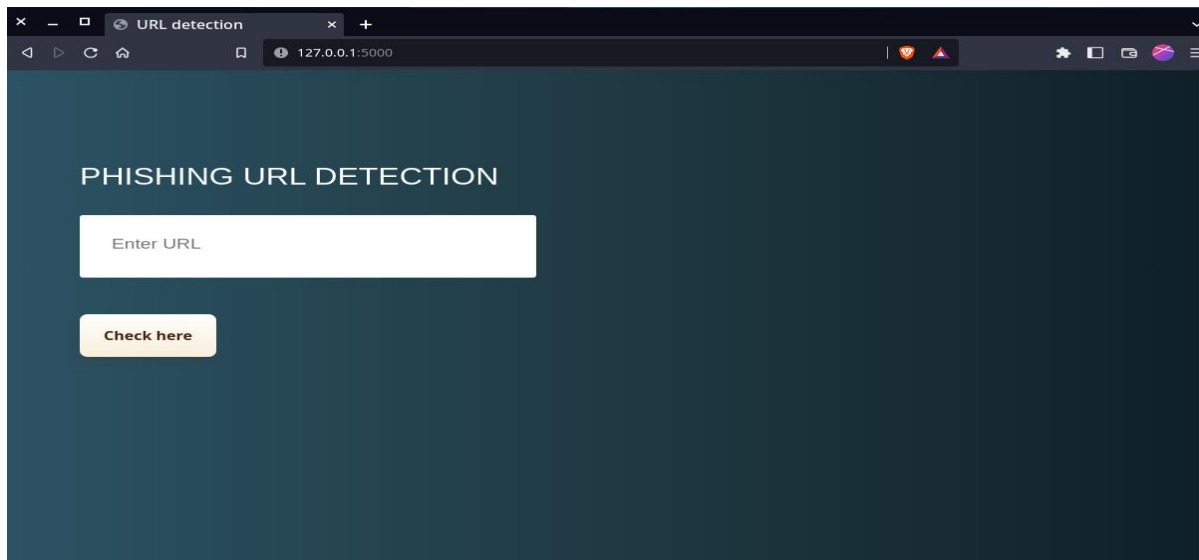 URL detection
127.0.0.1:5000
PHISHING URL DETECTION
Enter URL
Check here